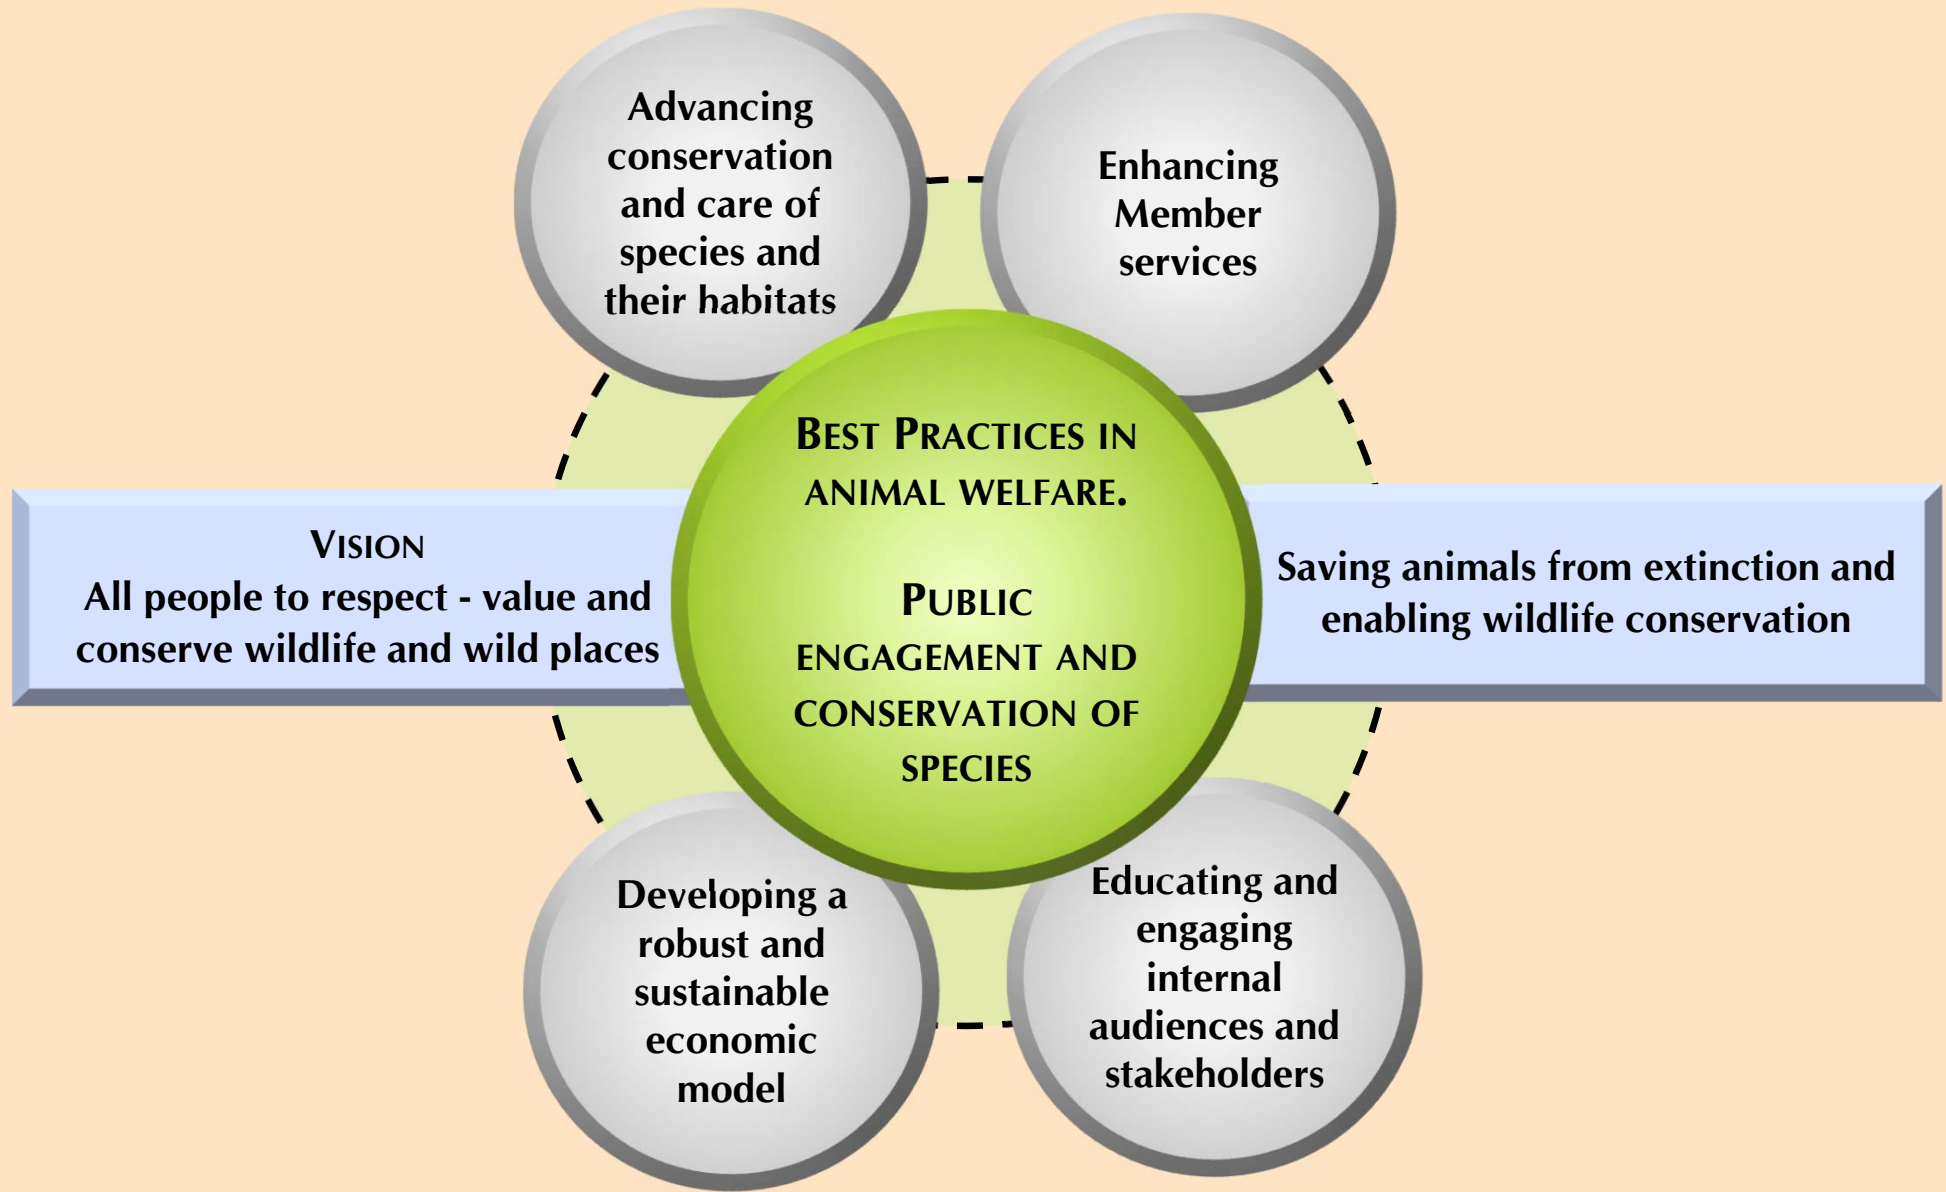 Advancing
conservation
and care of
species and
their habitats
Enhancing
Member
services
VISION
All people to respect - value and
conserve wildlife and wild places
BEST PRACTICES IN
ANIMAL WELFARE.
PUBLIC
ENGAGEMENT AND
CONSERVATION OF
SPECIES
Saving animals from extinction and
enabling wildlife conservation
Developing a
robust and
sustainable
economic
model
Educating and
engaging
internal
audiences and
stakeholders